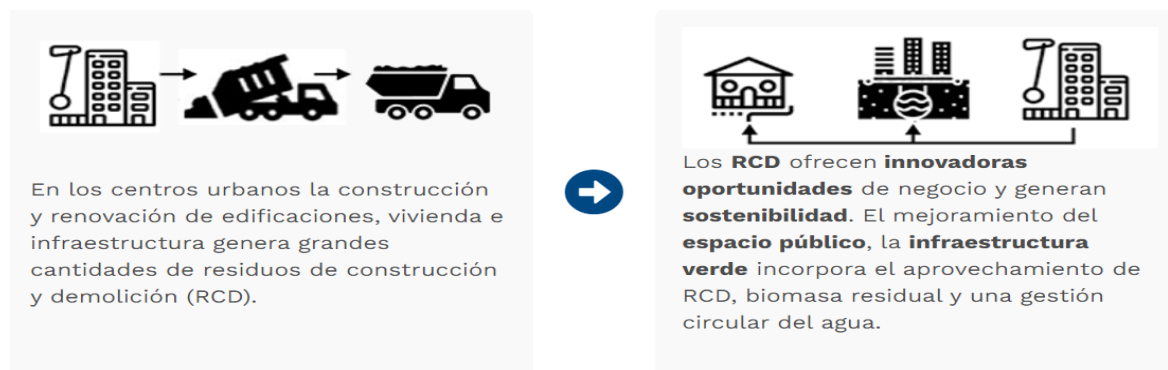 En los centros urbanos la construcción
y renovación de edificaciones, vivienda e
infraestructura genera grandes
cantidades de residuos de construcción
y demolición (RCD).
Los RCD ofrecen innovadoras
oportunidades de negocio y generan
sostenibilidad. El mejoramiento del
espacio público, la infraestructura
verde incorpora el aprovechamiento de
RCD, biomasa residual y una gestión
circular del agua.